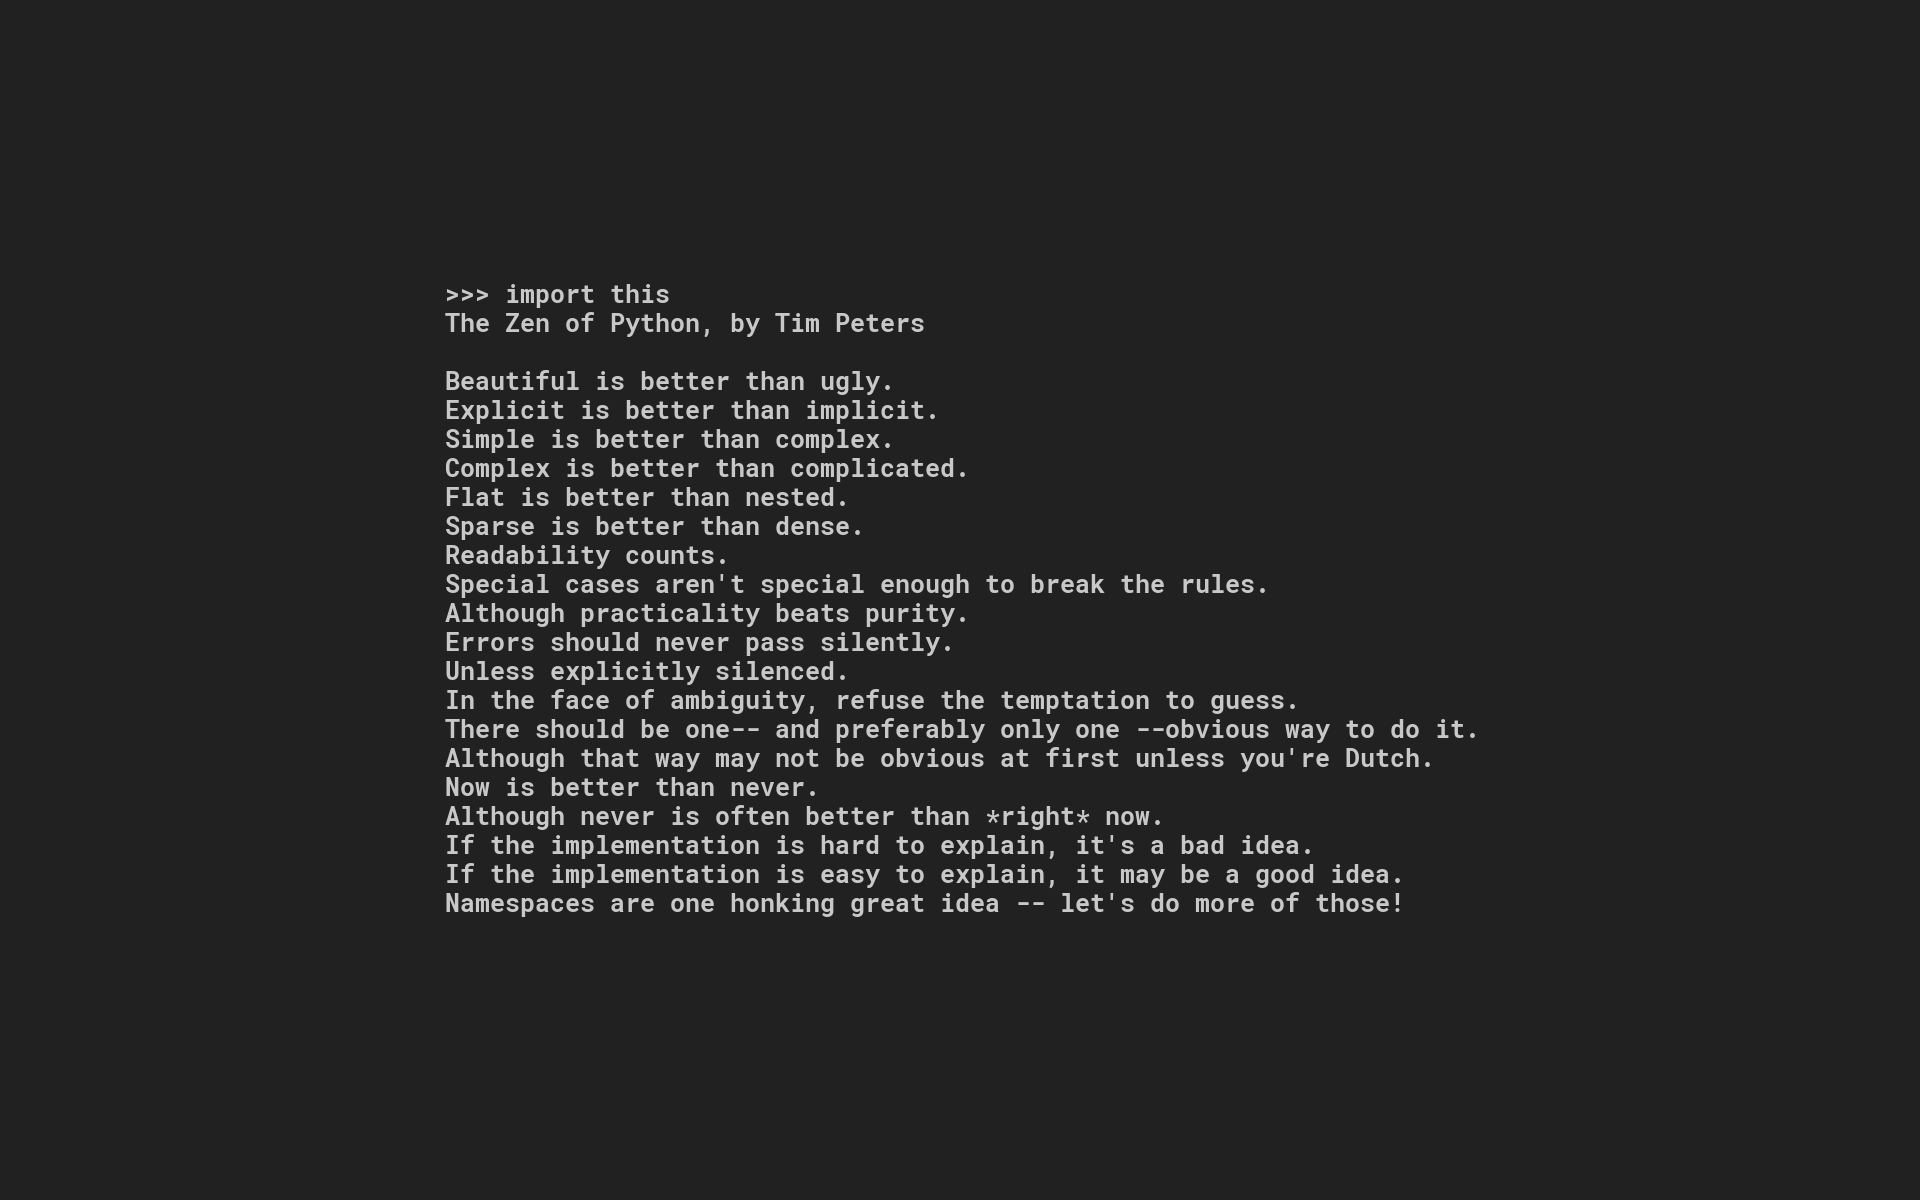 >>> import this
The Zen of Python, by Tim Peters

Beautiful is better than ugly.
Explicit is better than implicit.
Simple is better than complex.
Complex is better than complicated.
Flat is better than nested.
Sparse is better than dense.
Readability counts.
Special cases aren't special enough to break the rules.
Although practicality beats purity.
Errors should never pass silently.
Unless explicitly silenced.
In the face of ambiguity, refuse the temptation to guess.
There should be one-- and preferably only one --obvious way to do it.
Although that way may not be obvious at first unless you're Dutch.
Now is better than never.
Although never is often better than *right* now.
If the implementation is hard to explain, it's a bad idea.
If the implementation is easy to explain, it may be a good idea.
Namespaces are one honking great idea -- let's do more of those!